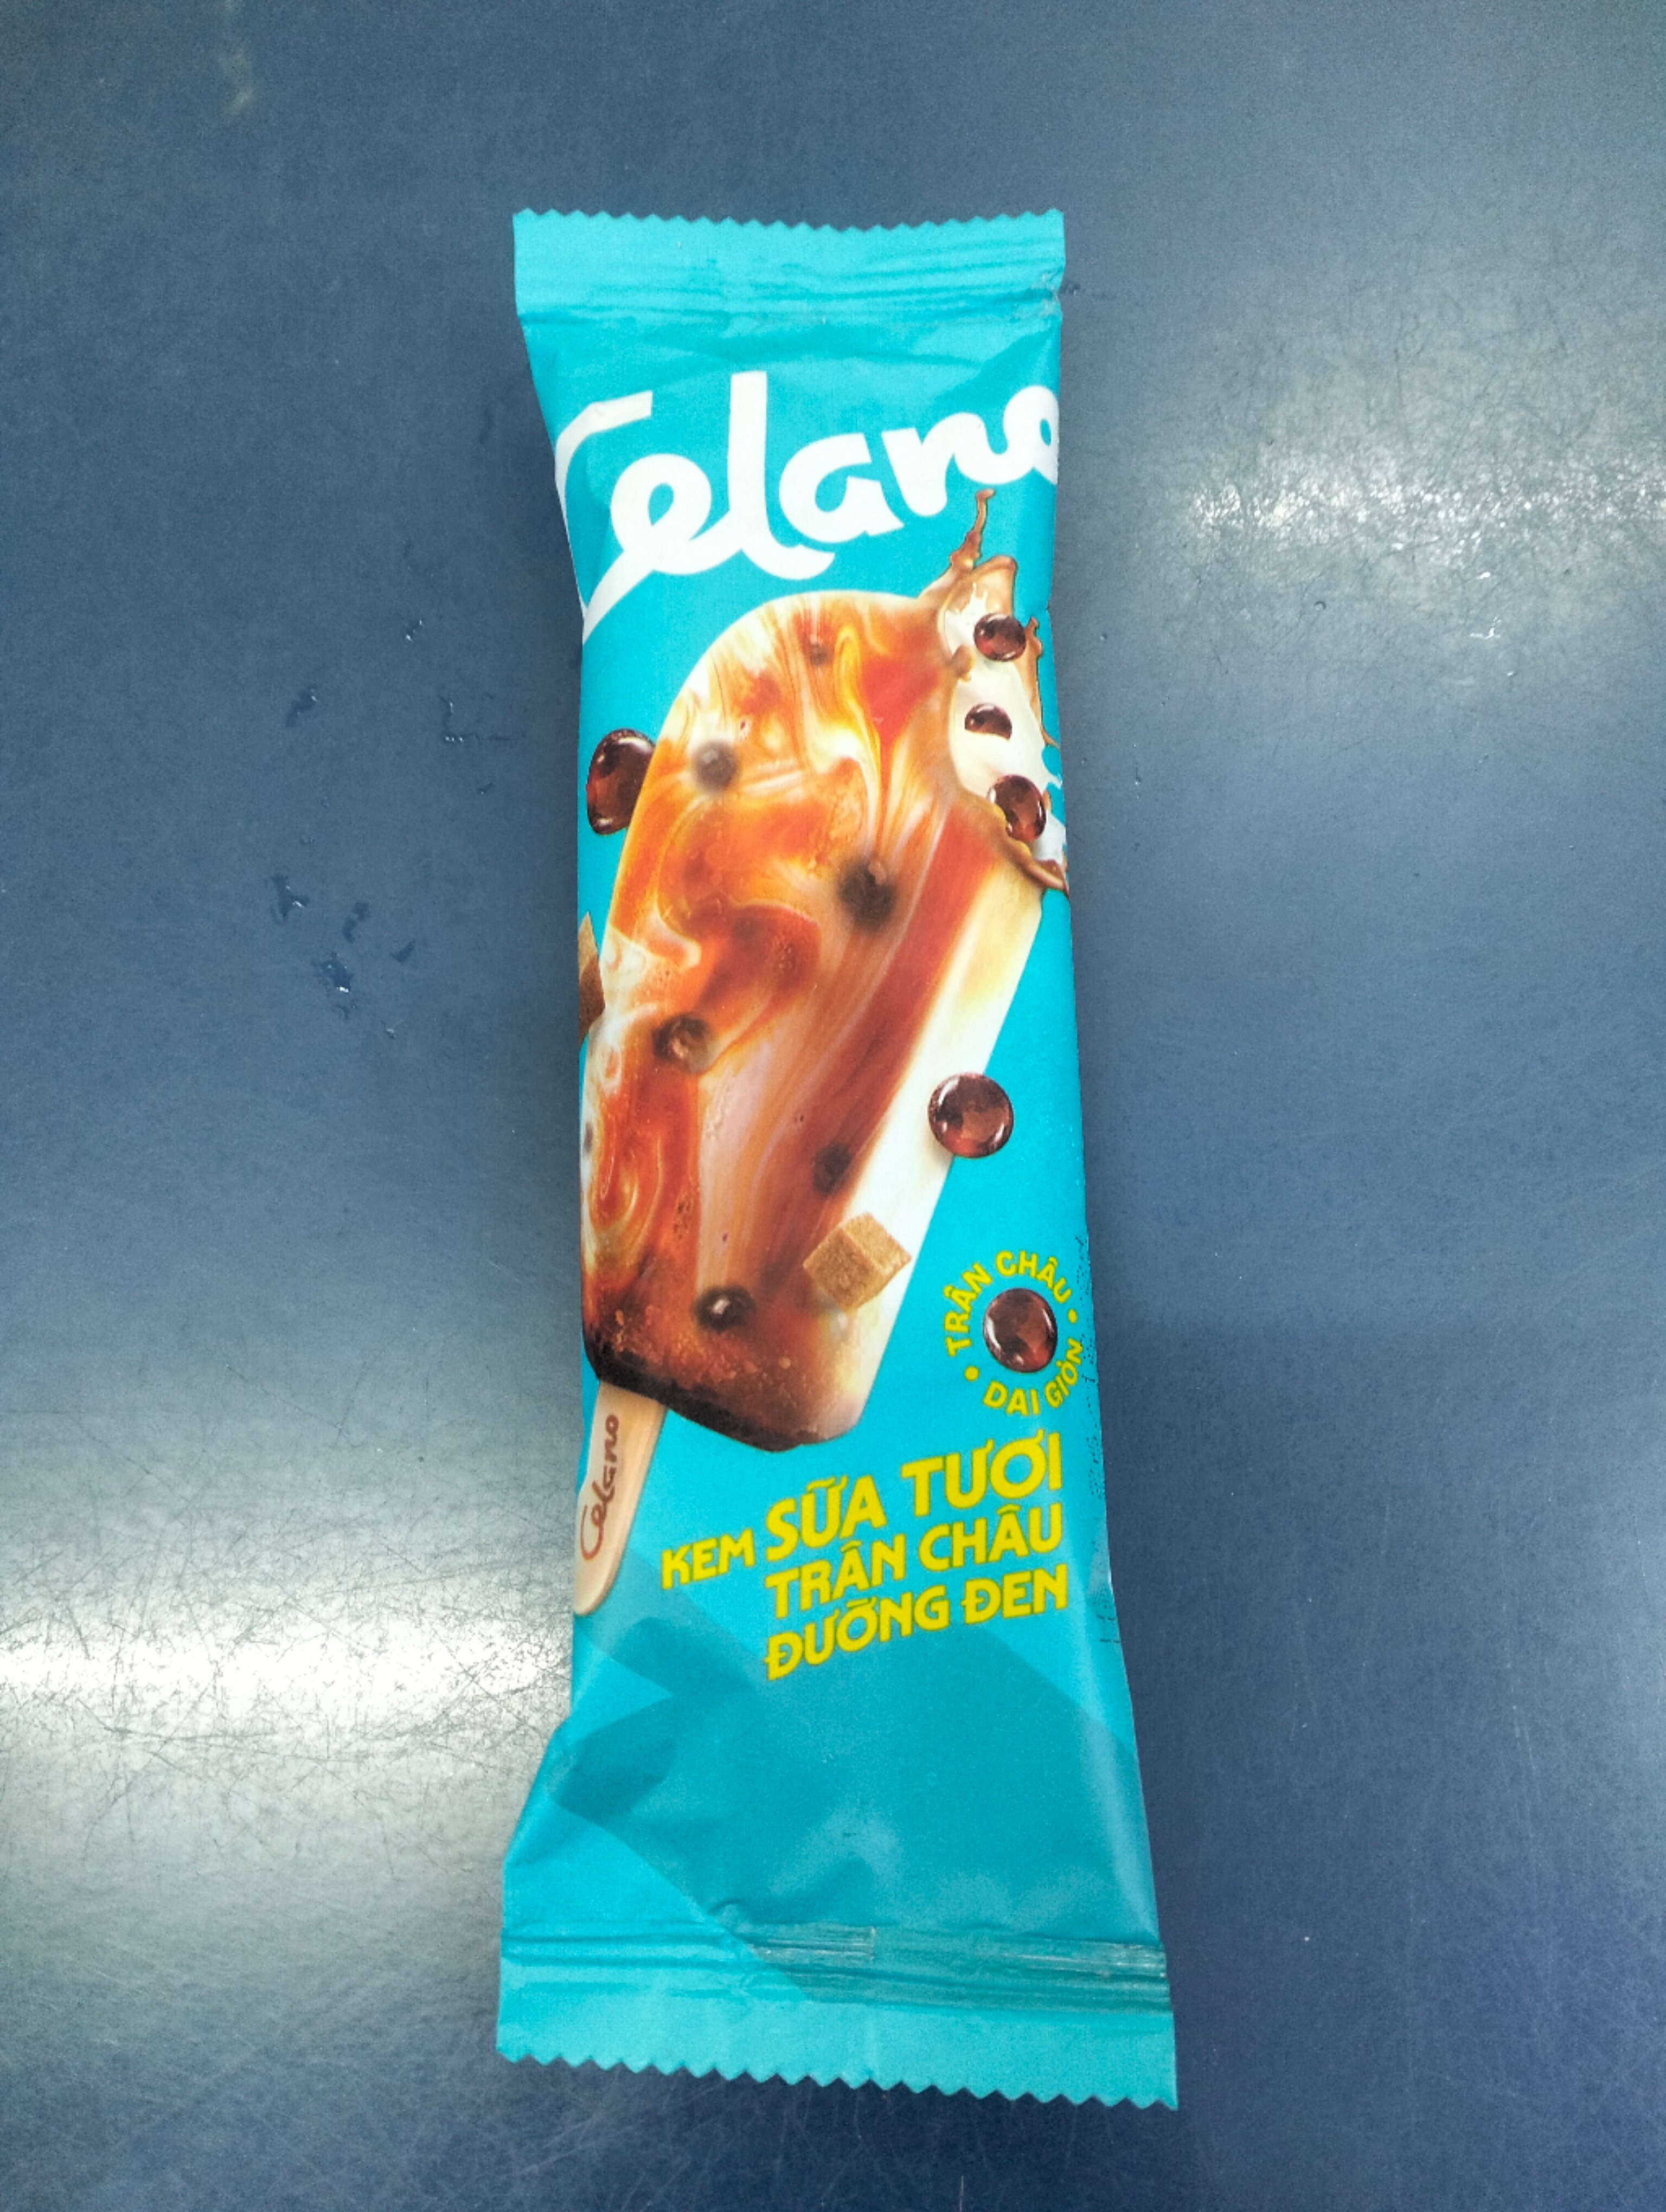 Celano
TRÂN CHÂU
DAI GIÒN
Celano
KEM SỮA TƯƠI
TRÂN CHÂU
ĐƯỜNG ĐEN